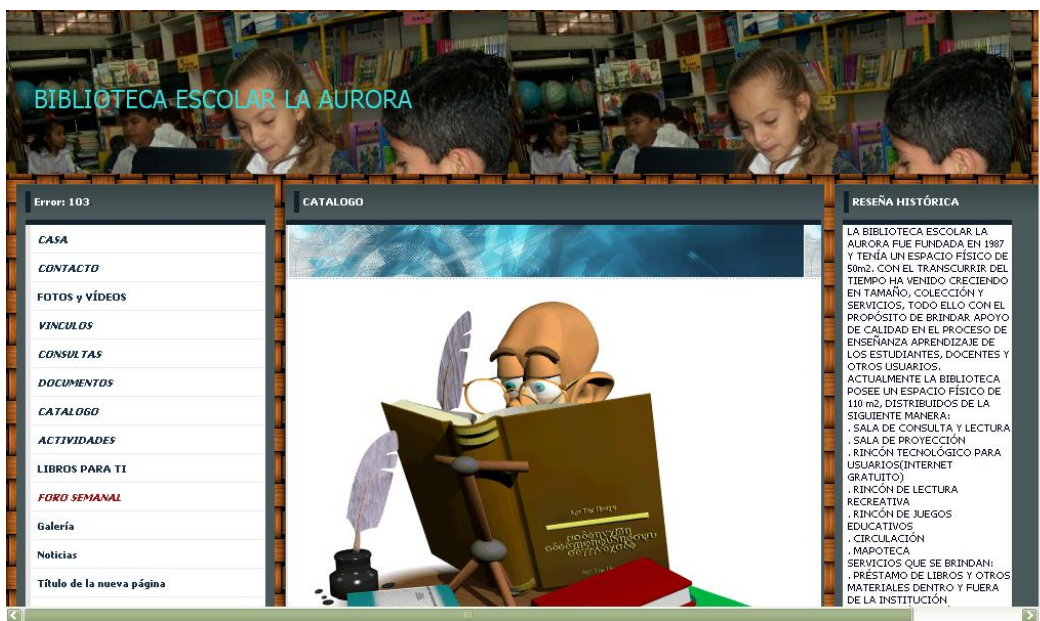 BIBLIOTECA ESCOLAR LA AURORA
Error: 103
CASA
CONTACTO
FOTOS y VÍDEOS
VINCULOS
CONSULTAS
DOCUMENTOS
CATALOGO
ACTIVIDADES
LIBROS PARA TI
FORO SEMANAL
Galería
Noticias
Título de la nueva página
CATALOGO
RESEÑA HISTÓRICA
LA BIBLIOTECA ESCOLAR LA
AURORA FUE FUNDADA EN 1987
Y TENÍA UN ESPACIO FÍSICO DE
50m2. CON EL TRANSCURRIR DEL
TIEMPO HA VENIDO CRECIENDO
EN TAMAÑO, COLECCIÓN Y
SERVICIOS, TODO ELLO CON EL
PROPÓSITO DE BRINDAR APOYO
DE CALIDAD EN EL PROCESO DE
ENSEÑANZA APRENDIZAJE DE
LOS ESTUDIANTES, DOCENTES Y
OTROS USUARIOS.
ACTUALMENTE LA BIBLIOTECA
POSEE UN ESPACIO FÍSICO DE
110 m2, DISTRIBUIDOS DE LA
SIGUIENTE MANERA:
. SALA DE CONSULTA Y LECTURA
. SALA DE PROYECCIÓN
. RINCÓN TECNOLÓGICO PARA
USUARIOS(INTERNET
GRATUITO)
. RINCÓN DE LECTURA
RECREATIVA
. RINCÓN DE JUEGOS
EDUCATIVOS
. CIRCULACIÓN
. MAPOTECA
SERVICIOS QUE SE BRINDAN:
. PRÉSTAMO DE LIBROS Y OTROS
MATERIALES DENTRO Y FUERA
DE LA INSTITUCIÓN